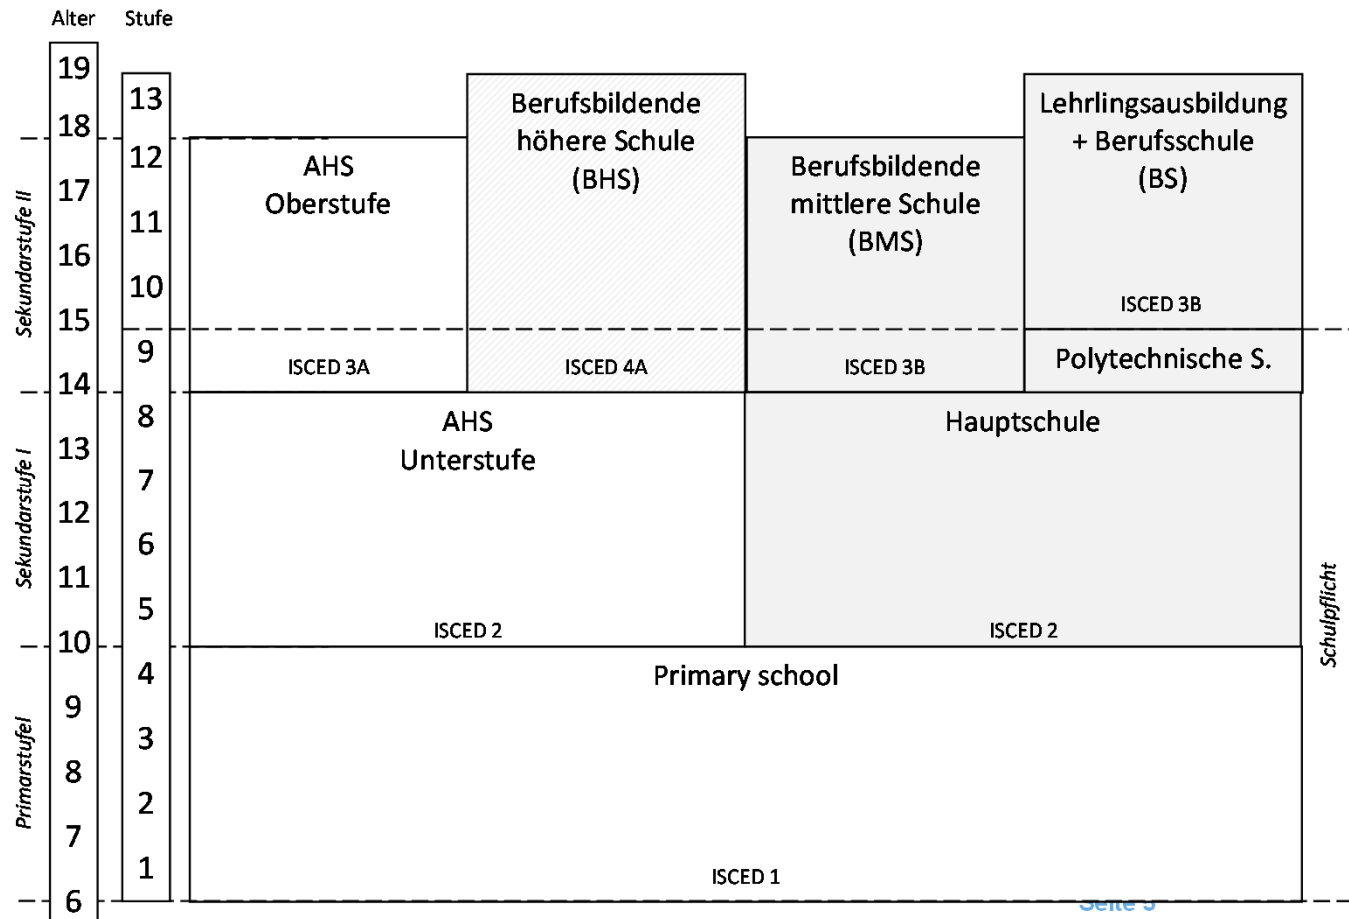 Alter
Stufe
19
18
17
16
15
14
13
12
11
10
9
8
7
6
13
12
11
10
9
8
7
6
5
4
3
2
1
Sekundarstufe II
Sekundarstufe I
Primarstufel
AHS
Oberstufe
ISCED 3A
Berufsbildende
höhere Schule
(BHS)
ISCED 4A
Berufsbildende
mittlere Schule
(BMS)
ISCED 3B
Lehrlingsausbildung
+ Berufsschule
(BS)
ISCED 3B
Polytechnische S.
AHS
Unterstufe
ISCED 2
Hauptschule
ISCED 2
Primary school
ISCED 1
Schulpflicht